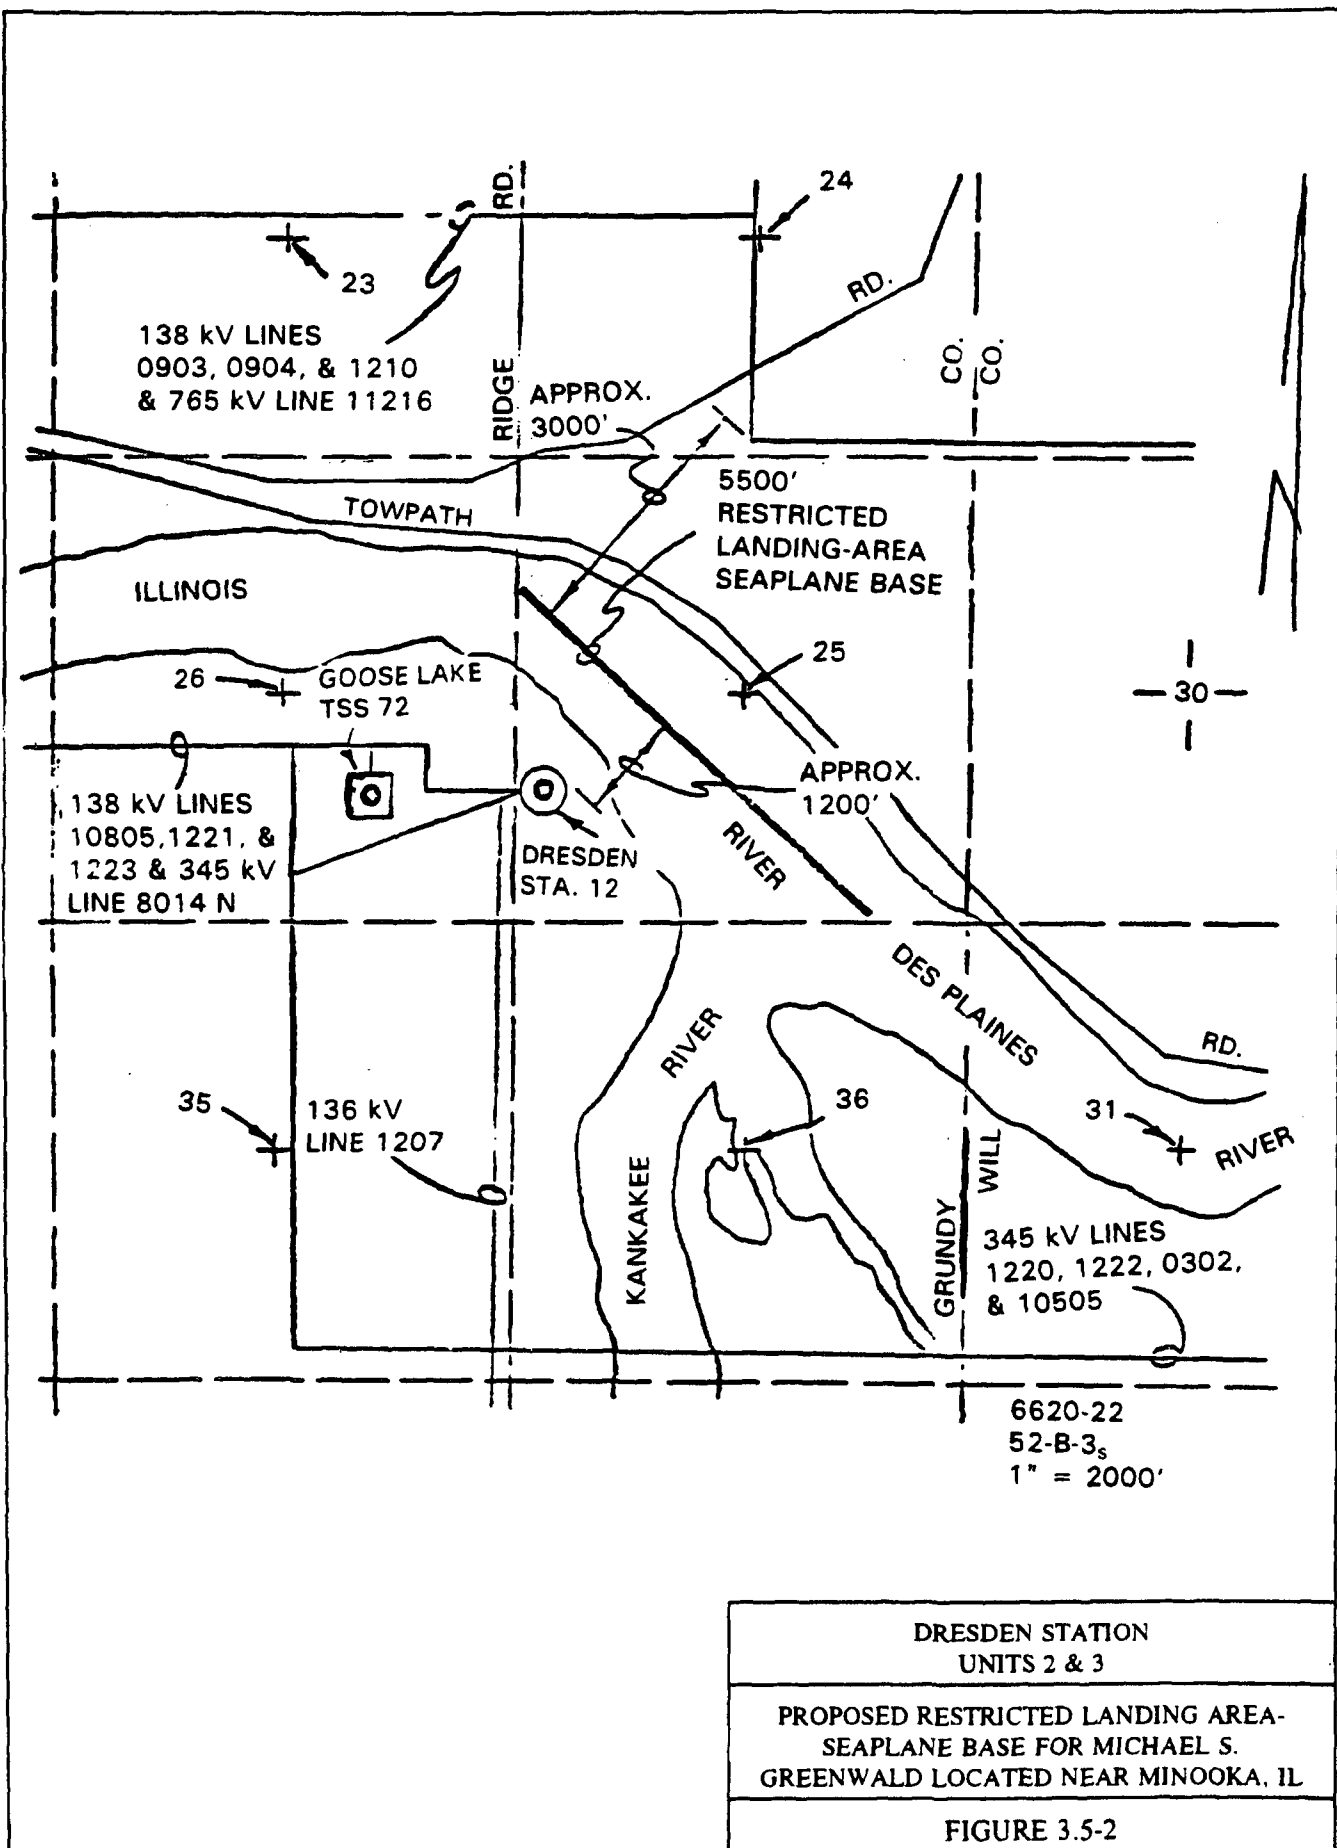 24
RD.
23
RD.
138 kV LINES
0903, 0904, & 1210
& 765 kV LINE 11216
RIDGE
APPROX.
3000'
CO.
CO.
5500'
RESTRICTED
LANDING-AREA
SEAPLANE BASE
TOWPATH
ILLINOIS
25
26
GOOSE LAKE
TSS 72
30
138 kV LINES
10805,1221, &
1223 & 345 kV
LINE 8014 N
APPROX.
1200'
DRESDEN
STA. 12
RIVER
DES PLAINES
RIVER
RD.
35
136 kV
LINE 1207
36
31
RIVER
KANKAKEE
GRUNDY
WILL
345 kV LINES
1220, 1222, 0302,
& 10505
6620-22
52-B-3s
1" = 2000'
DRESDEN STATION
UNITS 2 & 3
PROPOSED RESTRICTED LANDING AREA-
SEAPLANE BASE FOR MICHAEL S.
GREENWALD LOCATED NEAR MINOOKA, IL
FIGURE 3.5-2